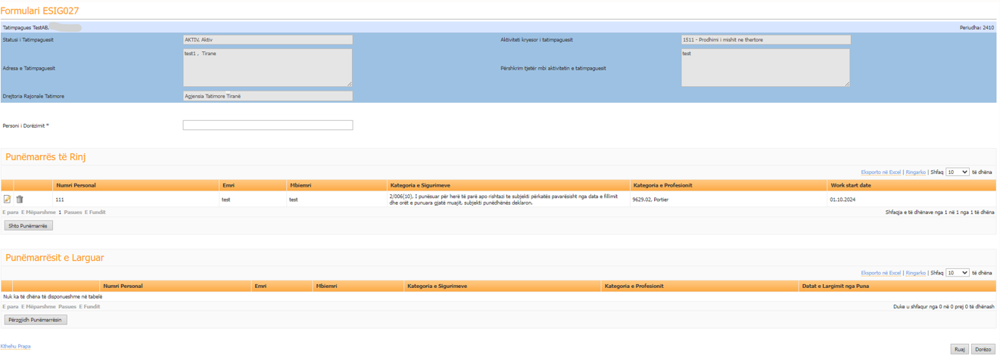 Formulari ESIG027
Tatimpagues TestAB, Periudha: 2410
Statusi i Tatimpaguesit AKTIV, Aktiv Aktiviteti kryesor i tatimpaguesit 1511 - Prodhimi i mishit ne thertore
Adresa e Tatimpaguesit test1 , Tirane Përshkrim tjetër mbi aktivitetin e tatimpaguesit test
Drejtoria Rajonale Tatimore Agjensia Tatimore Tiranë
Personi i Dorëzimit *
Punëmarrës të Rinj
Eksporto në Excel | Ringarko | Shfaq 10 të dhëna
Numri Personal Emri Mbiemri Kategoria e Sigurimeve Kategoria e Profesionit Work start date
111 test test 2/006(10), I punësuar për herë të parë apo rishtazi te subjekti përkatës pavarësisht nga data e fillimit dhe orët e punuara gjatë muajit, subjekti punëdhënës deklaron. 9629.02, Portier 01.10.2024
E para E Mëparshme 1 Pasues E Fundit Shfaqja e të dhënave nga 1 në 1 nga 1 të dhëna
Shto Punëmarrës
Punëmarrësit e Larguar
Eksporto në Excel | Ringarko | Shfaq 10 të dhëna
Numri Personal Emri Mbiemri Kategoria e Sigurimeve Kategoria e Profesionit Datat e Largimit nga Puna
Nuk ka të dhëna të disponueshme në tabelë
E para E Mëparshme Pasues E Fundit Duke u shfaqur nga 0 në 0 prej 0 të dhënash
Përzgjidh Punëmarrësin
Kthehu Prapa Ruaj Dorëzo